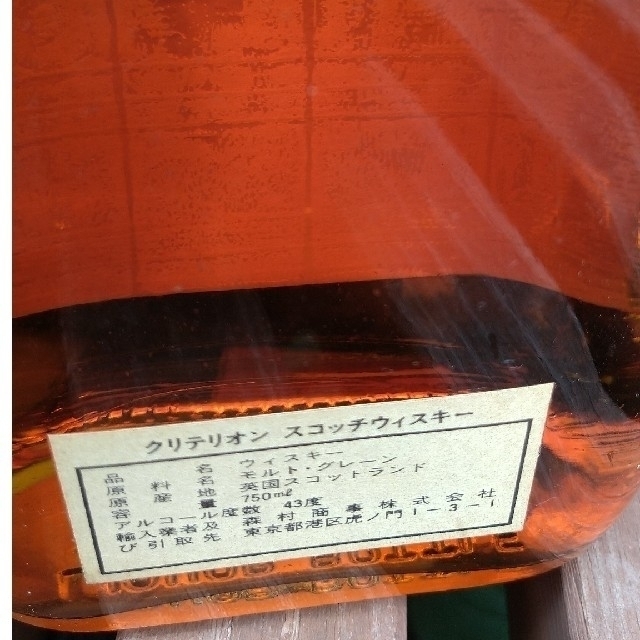 クリテリオン スコッチウィスキー
品名 ウィスキー
原料名 モルト・グレーン
原産地 英国スコットランド
容量 750ml
アルコール度数 43度
輸入業者及 森村商事株式会社
び引取先 東京都港区虎ノ門1-3-1